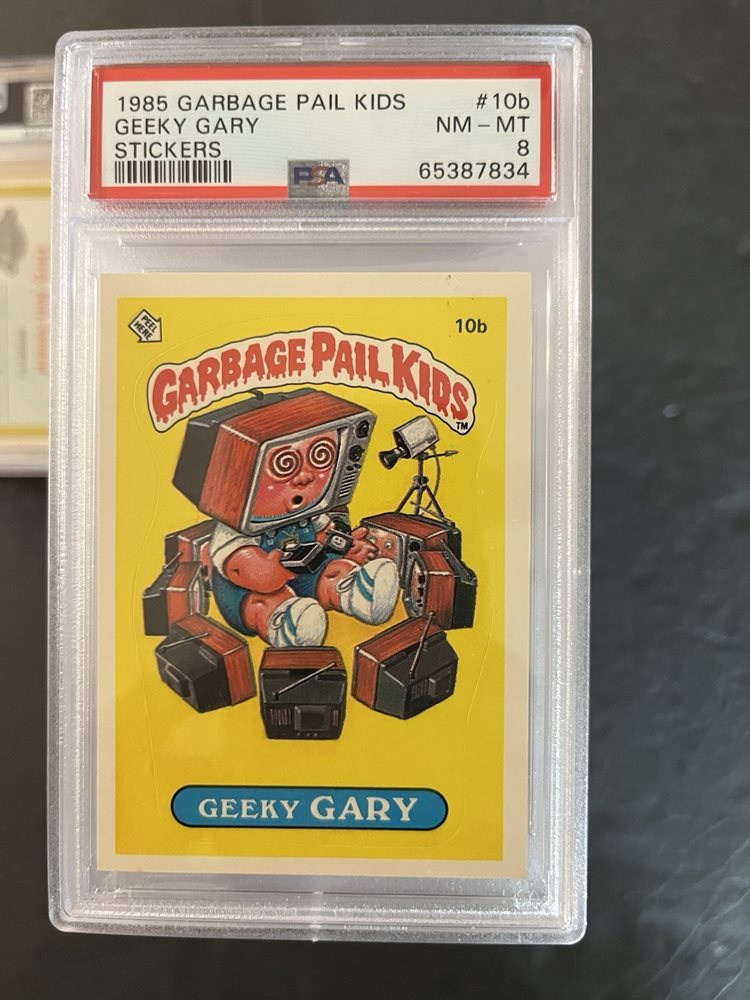 1985 GARBAGE PAIL KIDS #10b
GEEKY GARY NM - MT
STICKERS 8
PSA 65387834
PEEL HERE
10b
GARBAGE PAIL KIDS
TM
GEEKY GARY